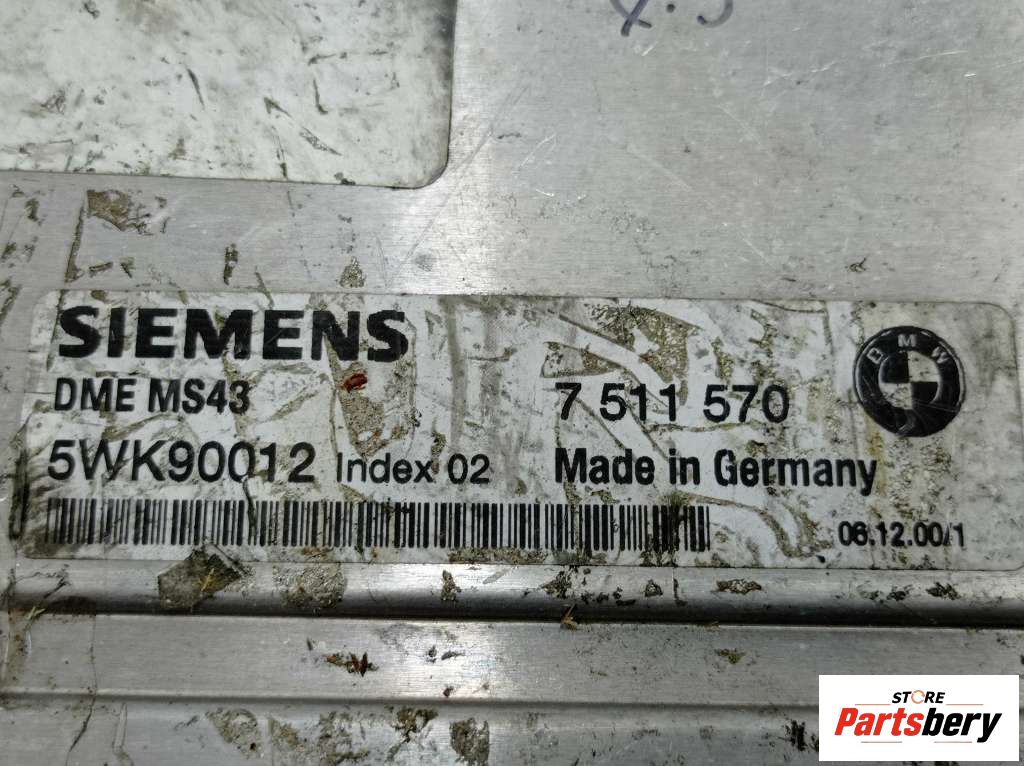 SIEMENS
DME MS43
7 511 570
BMW
5WK90012 Index 02
Made in Germany
06.12.00/1
STORE
Partsbery